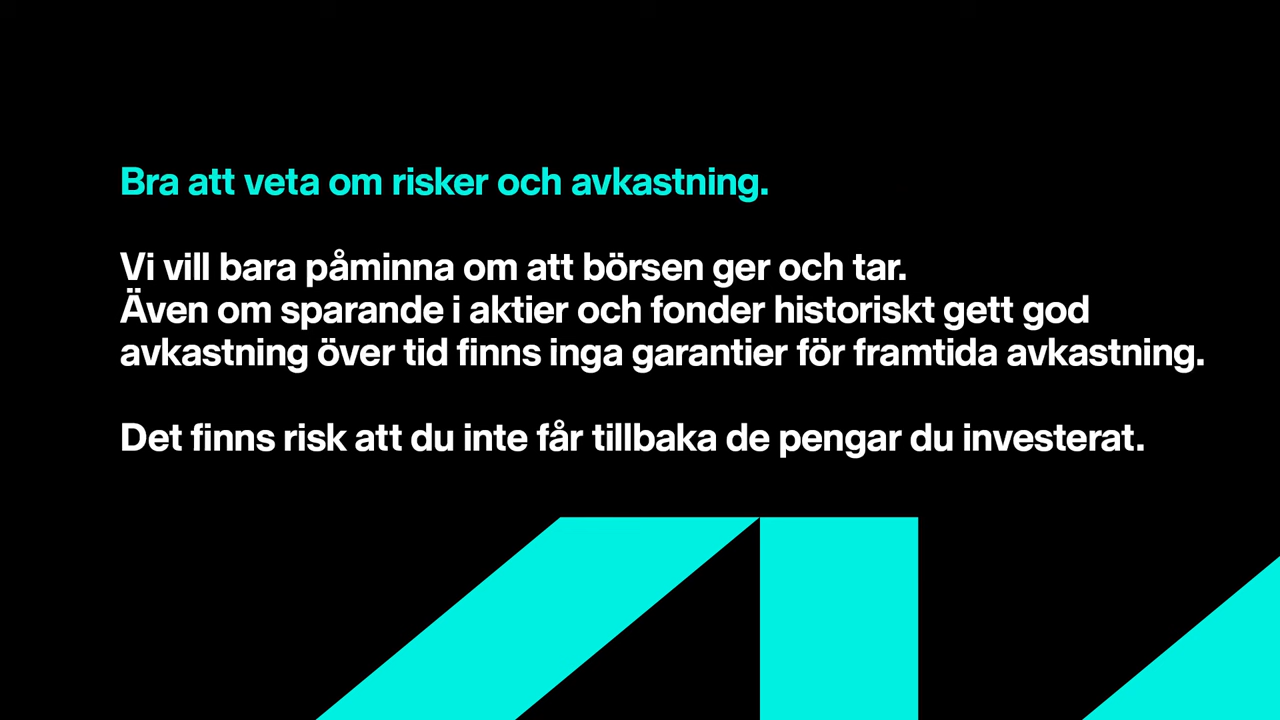 Bra att veta om risker och avkastning.
Vi vill bara påminna om att börsen ger och tar.
Även om sparande i aktier och fonder historiskt gett god
avkastning över tid finns inga garantier för framtida avkastning.
Det finns risk att du inte får tillbaka de pengar du investerat.